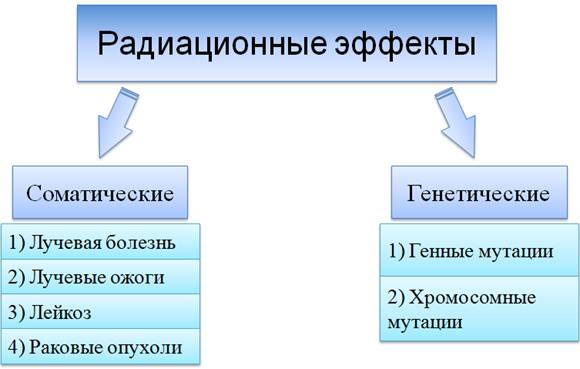 Радиационные эффекты
Соматические
1) Лучевая болезнь
2) Лучевые ожоги
3) Лейкоз
4) Раковые опухоли
Генетические
1) Генные мутации
2) Хромосомные
мутации